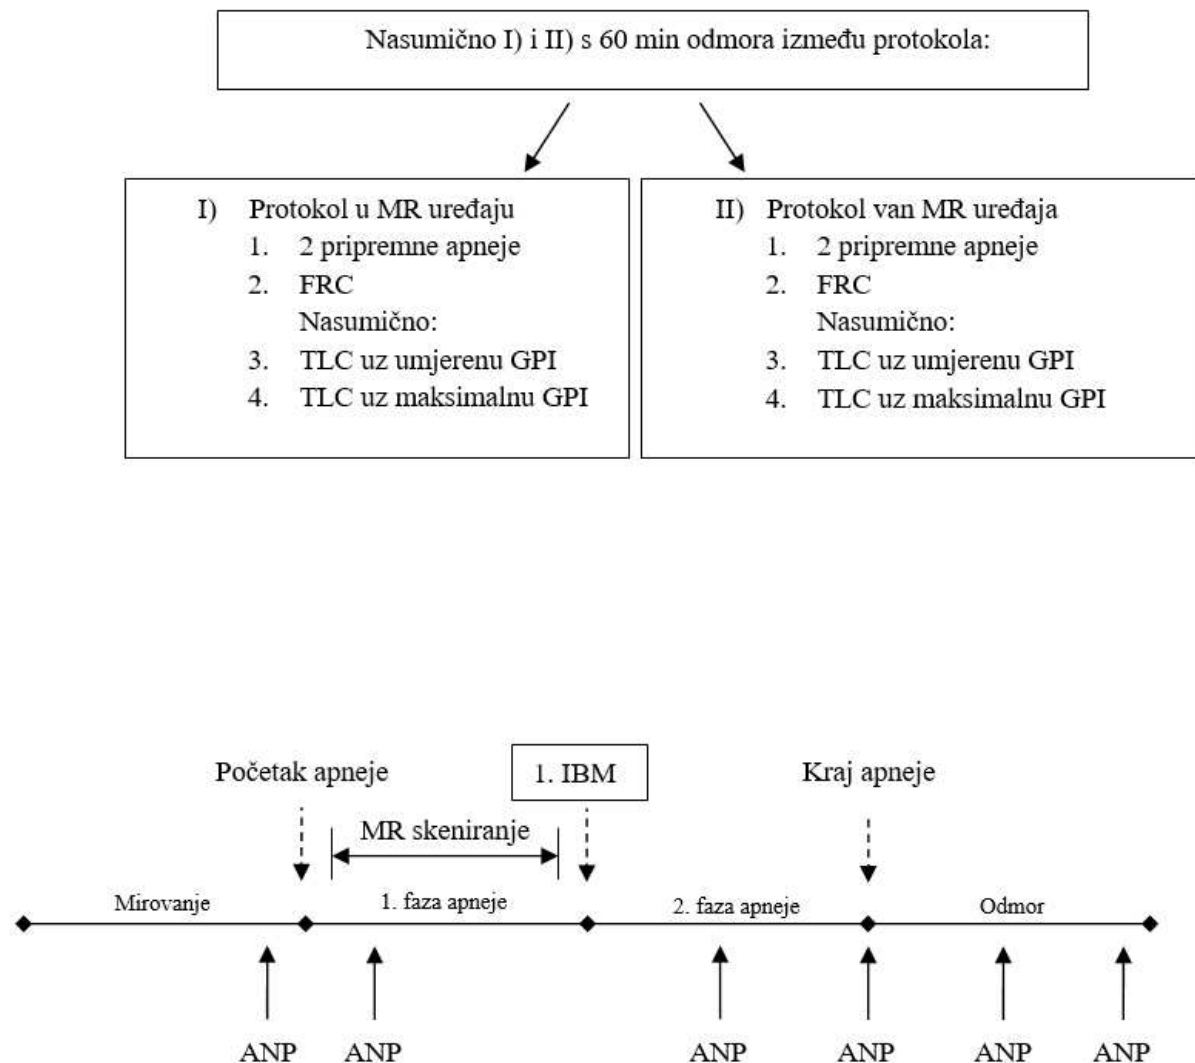 Nasumično I) i II) s 60 min odmora između protokola:
I) Protokol u MR uređaju
1. 2 pripremne apneje
2. FRC
Nasumično:
3. TLC uz umjerenu GPI
4. TLC uz maksimalnu GPI
II) Protokol van MR uređaja
1. 2 pripremne apneje
2. FRC
Nasumično:
3. TLC uz umjerenu GPI
4. TLC uz maksimalnu GPI
Početak apneje
1. IBM
Kraj apneje
MR skeniranje
Mirovanje
1. faza apneje
2. faza apneje
Odmor
ANP ANP ANP ANP ANP ANP